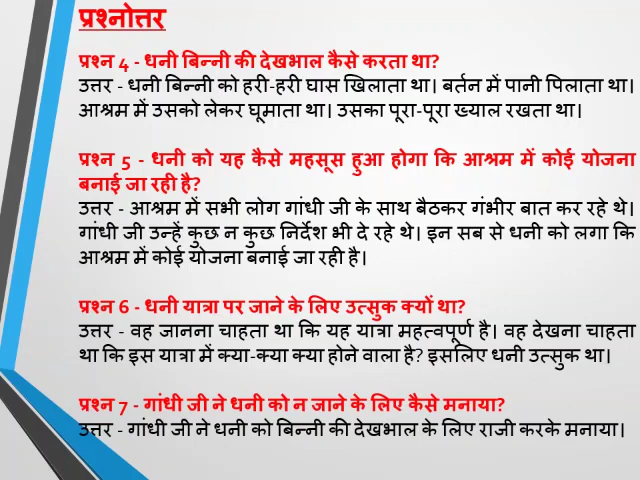 प्रश्नोत्तर
प्रश्न 4 - धनी बिन्नी की देखभाल कैसे करता था?
उत्तर - धनी बिन्नी को हरी-हरी घास खिलाता था। बर्तन में पानी पिलाता था।
आश्रम में उसको लेकर घूमाता था। उसका पूरा-पूरा ख्याल रखता था।
प्रश्न 5 - धनी को यह कैसे महसूस हुआ होगा कि आश्रम में कोई योजना
बनाई जा रही है?
उत्तर - आश्रम में सभी लोग गांधी जी के साथ बैठकर गंभीर बात कर रहे थे।
गांधी जी उन्हें कुछ न कुछ निर्देश भी दे रहे थे। इन सब से धनी को लगा कि
आश्रम में कोई योजना बनाई जा रही है।
प्रश्न 6 - धनी यात्रा पर जाने के लिए उत्सुक क्यों था?
उत्तर - वह जानना चाहता था कि यह यात्रा महत्वपूर्ण है। वह देखना चाहता
था कि इस यात्रा में क्या-क्या क्या होने वाला है? इसलिए धनी उत्सुक था।
प्रश्न 7 - गांधी जी ने धनी को न जाने के लिए कैसे मनाया?
उत्तर - गांधी जी ने धनी को बिन्नी की देखभाल के लिए राजी करके मनाया।